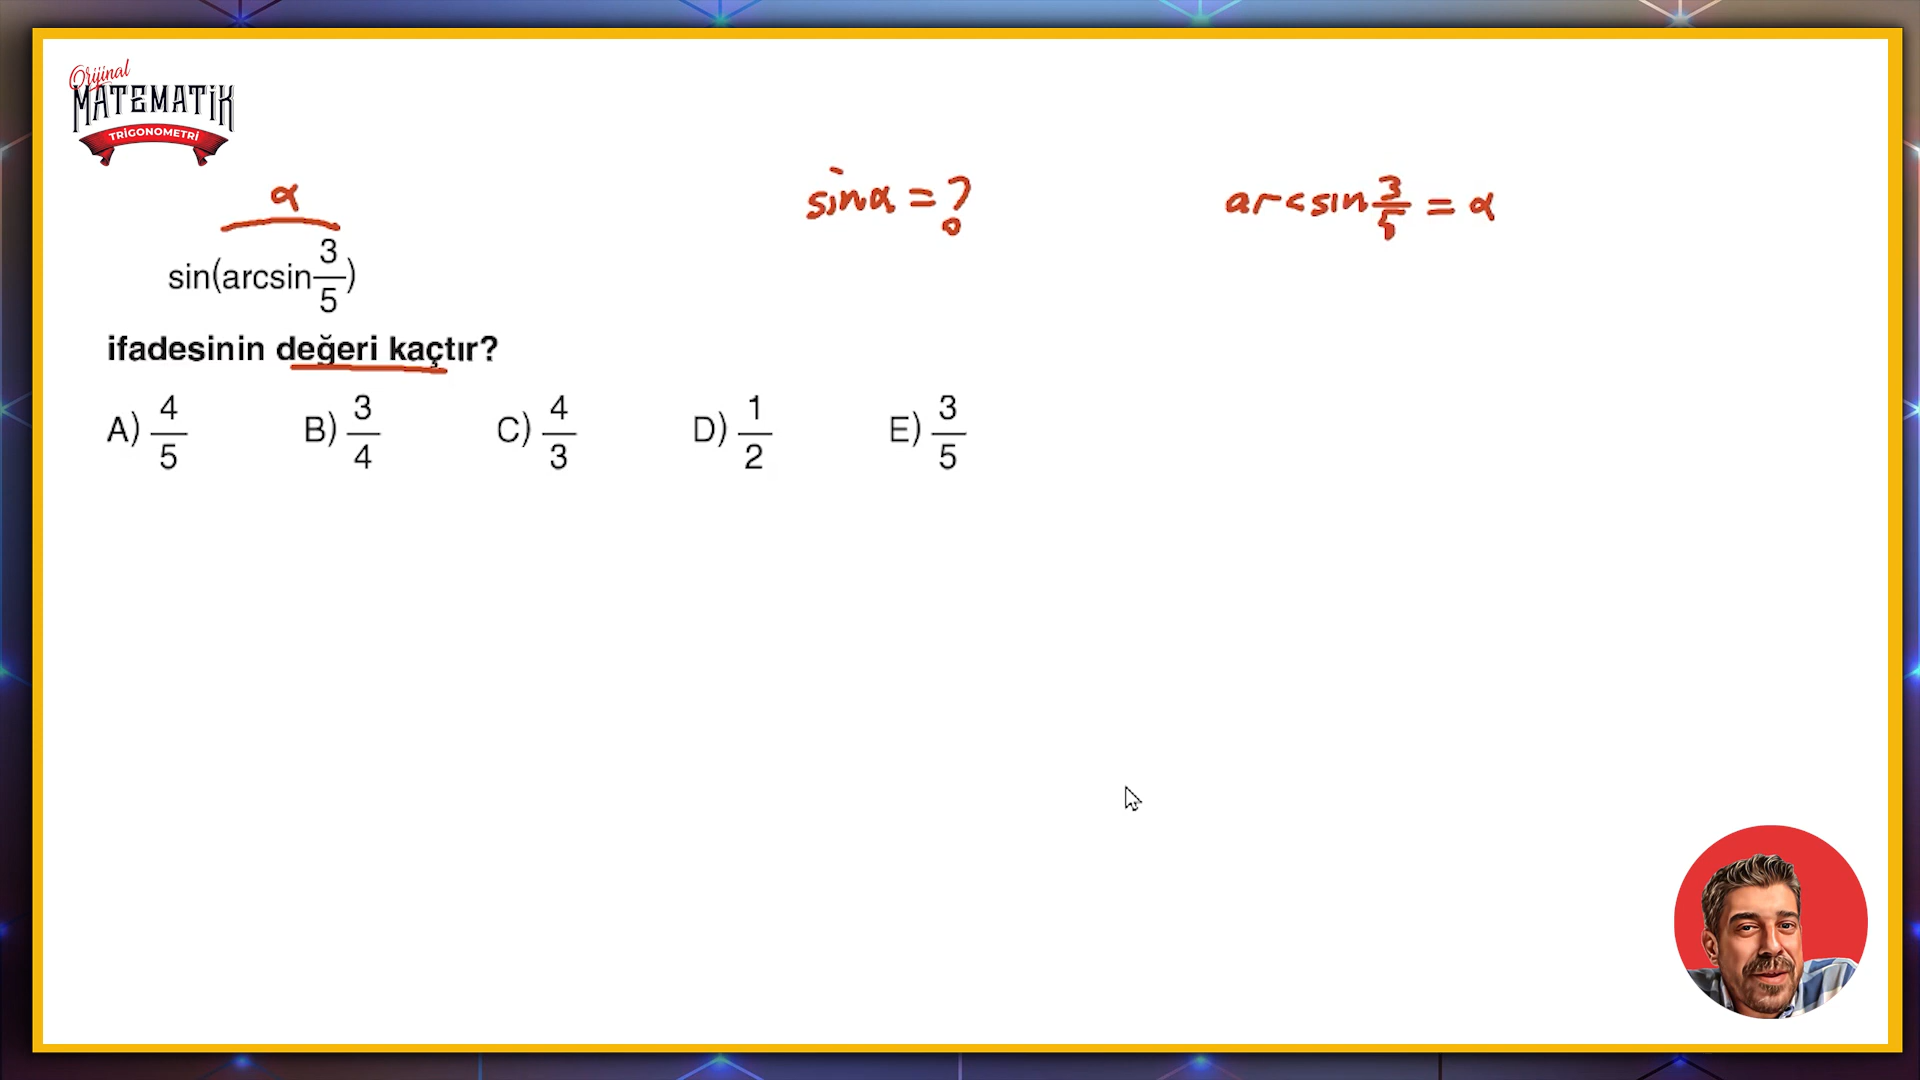 Orijinal
MATEMATİK
TRİGONOMETRİ
α
sin(arcsin 3/5)
ifadesinin değeri kaçtır?
A) 4/5 B) 3/4 C) 4/3 D) 1/2 E) 3/5
sinα = ?
arcsin 3/5 = α